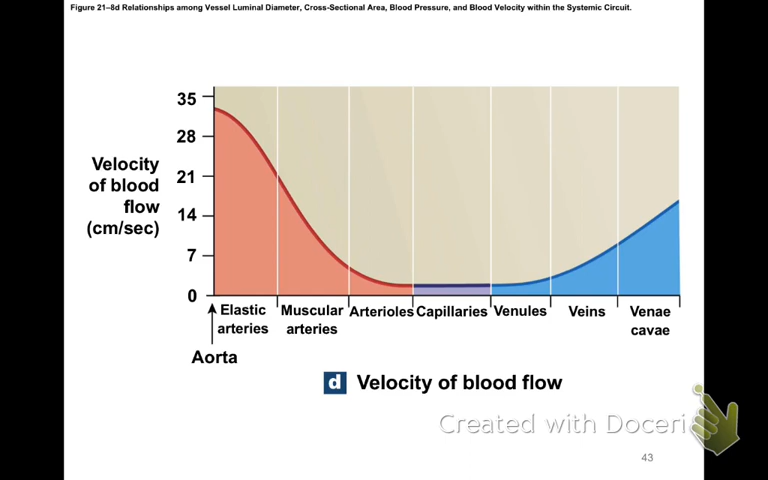 Figure 21–8d Relationships among Vessel Luminal Diameter, Cross-Sectional Area, Blood Pressure, and Blood Velocity within the Systemic Circuit.
35
28
21
14
7
0
Velocity
of blood
flow
(cm/sec)
Elastic
arteries
Muscular
arteries
Arterioles
Capillaries
Venules
Veins
Venae
cavae
Aorta
d Velocity of blood flow
Created with Doceri
43